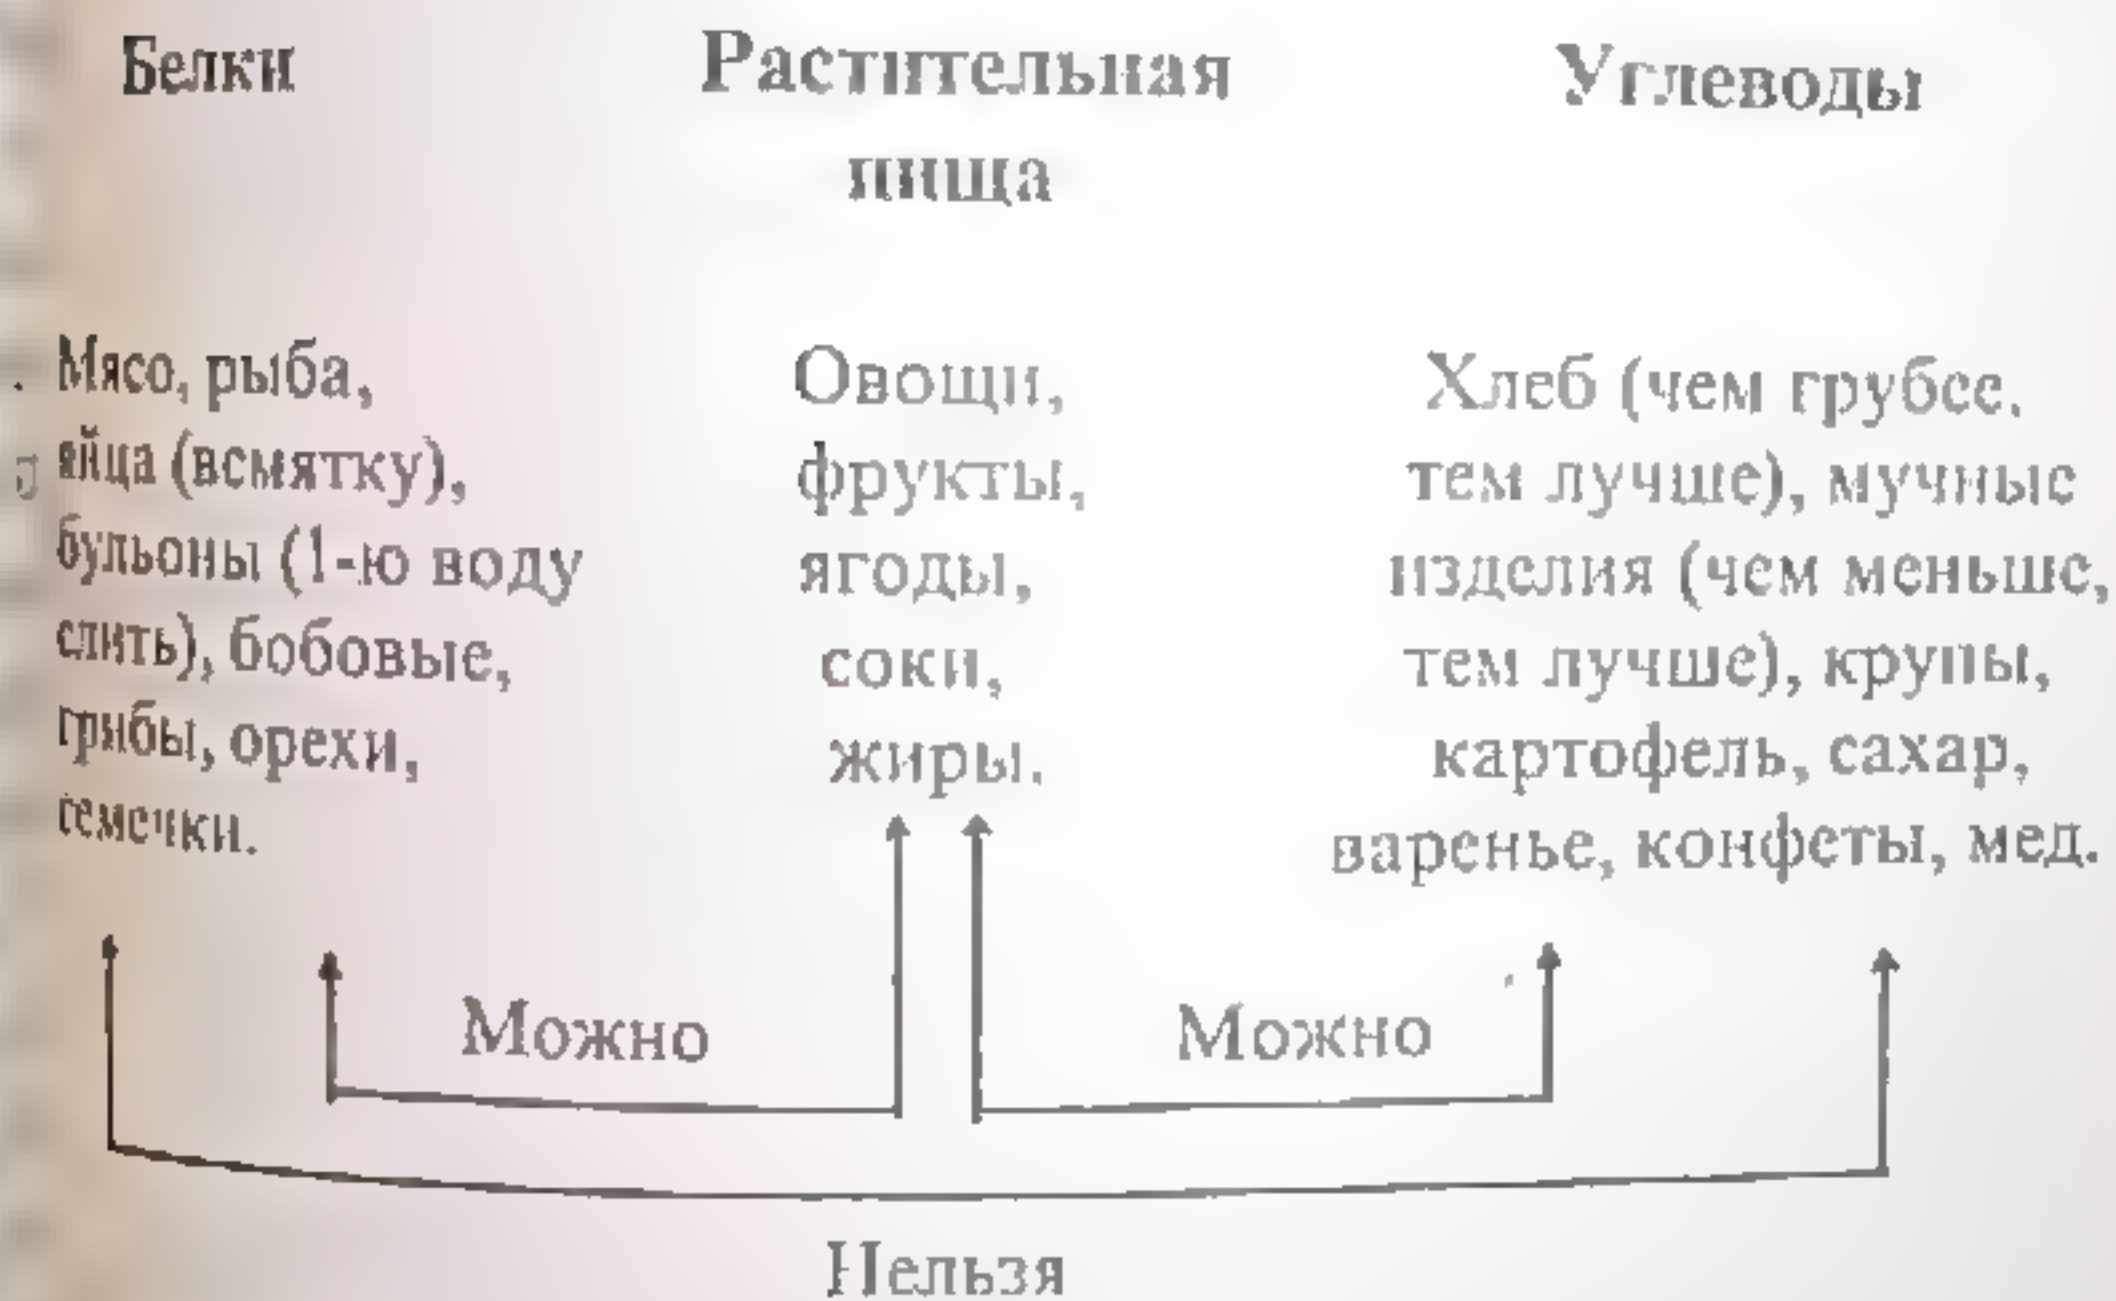 Белки
Растительная
пища
Углеводы
Мясо, рыба,
яйца (всмятку),
бульоны (1-ю воду
слить), бобовые,
грибы, орехи,
семечки.
Овощи,
фрукты,
ягоды,
соки,
жиры.
Хлеб (чем грубее,
тем лучше), мучные
изделия (чем меньше,
тем лучше), крупы,
картофель, сахар,
варенье, конфеты, мед.
Можно
Можно
Нельзя